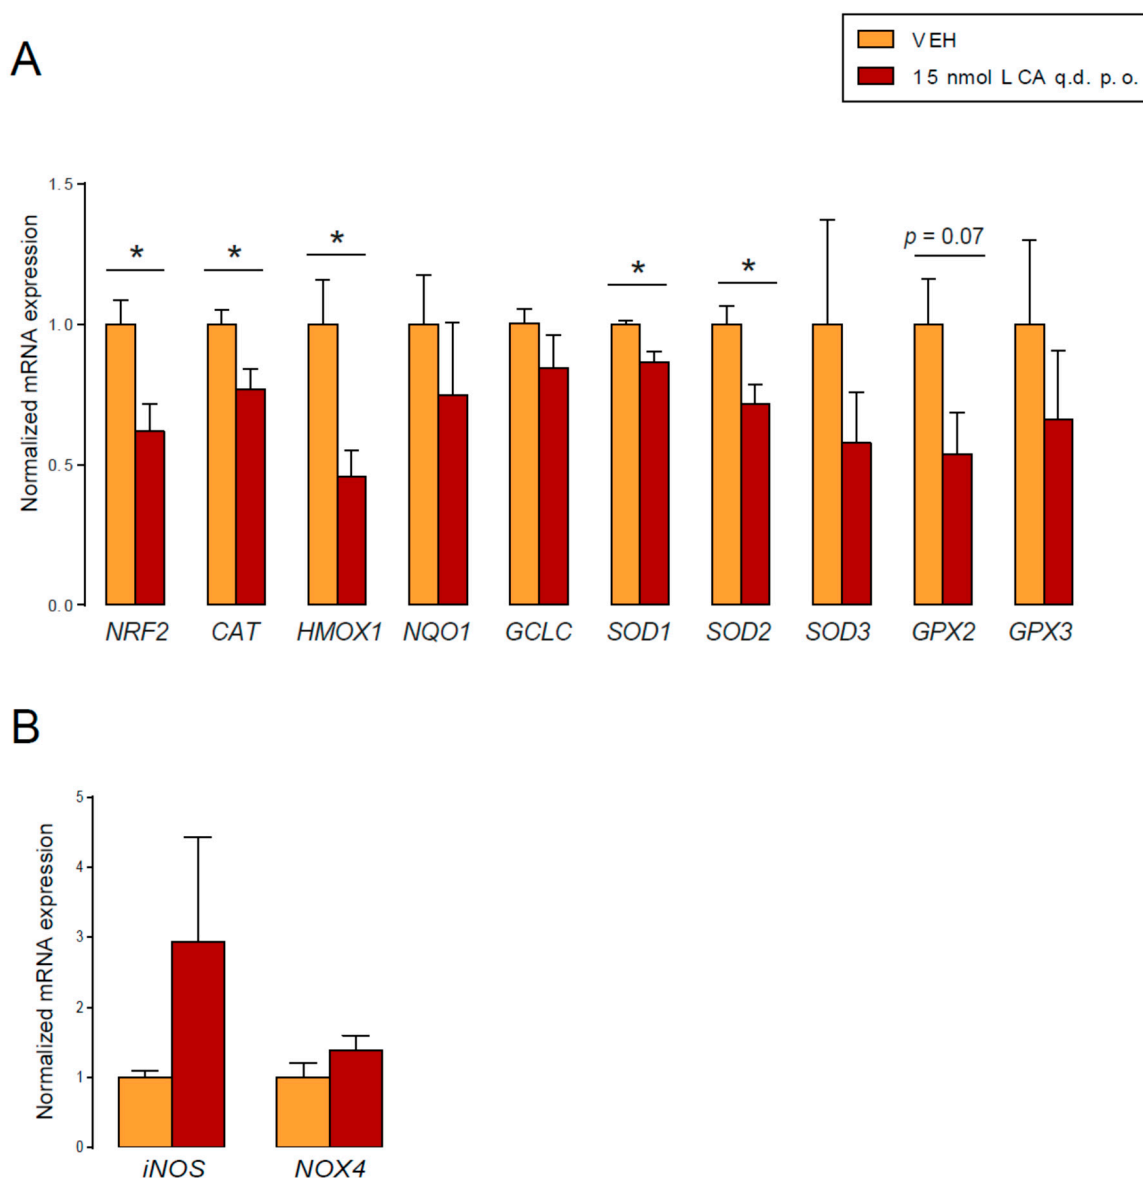 A
VEH
15 nmol LCA q.d. p.o.
Normalized mRNA expression
1.5
1.0
0.5
0.0
* * * * * p = 0.07
NRF2 CAT HMOX1 NQO1 GCLC SOD1 SOD2 SOD3 GPX2 GPX3
B
Normalized mRNA expression
5
4
3
2
1
0
iNOS NOX4